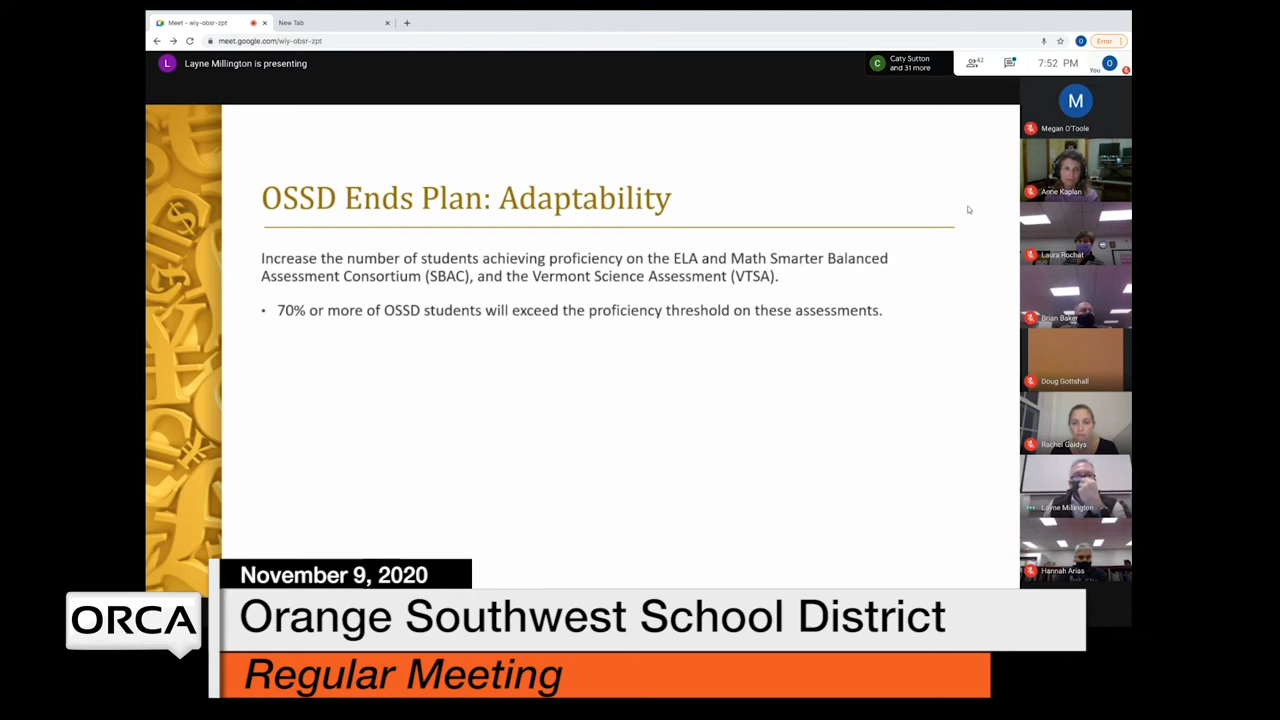 Meet - wiy-obsr-zpt
New Tab
meet.google.com/wiy-obsr-zpt
Error
L
Layne Millington is presenting
C
Caty Sutton
and 31 more
42
7:52 PM
You
O
M
Megan O'Toole
Anne Kaplan
Laura Rochat
Brian Baker
Doug Gottshall
Rachel Gaidys
Layne Millington
Hannah Arias
OSSD Ends Plan: Adaptability
Increase the number of students achieving proficiency on the ELA and Math Smarter Balanced
Assessment Consortium (SBAC), and the Vermont Science Assessment (VTSA).
• 70% or more of OSSD students will exceed the proficiency threshold on these assessments.
November 9, 2020
ORCA
Orange Southwest School District
Regular Meeting